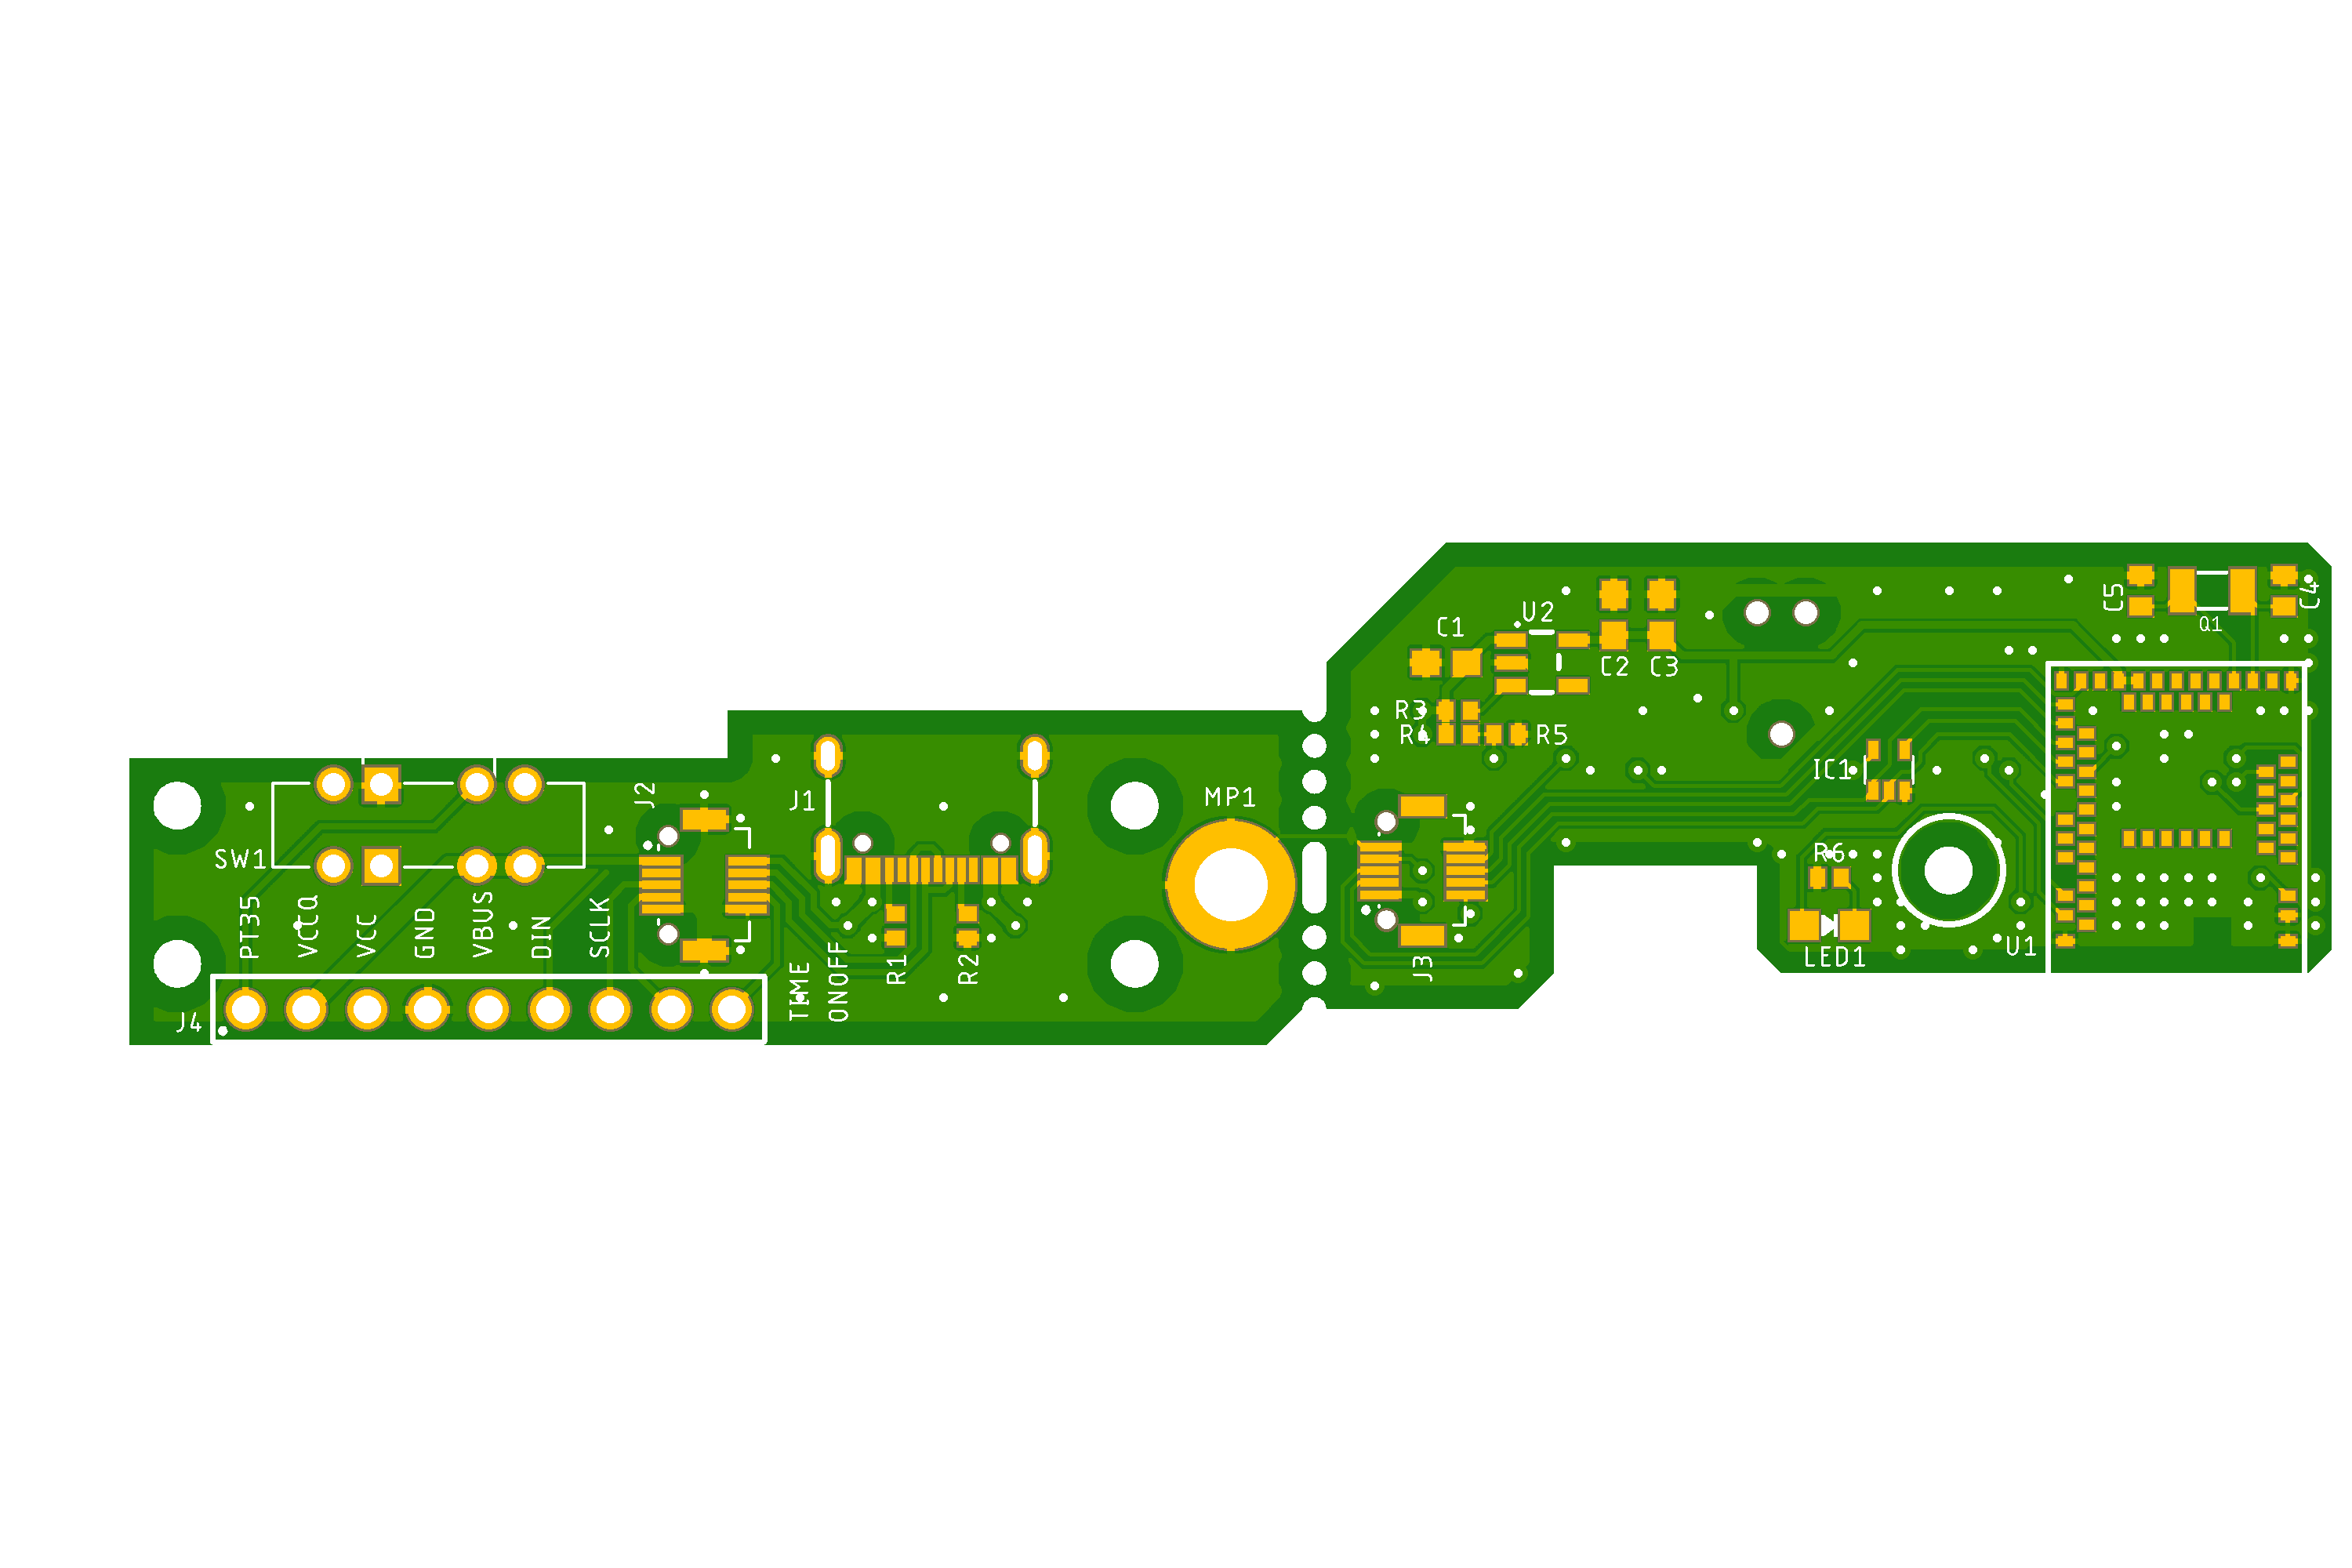 C5
C4
Q1
U2
C1
C2
C3
R3
R4
R5
IC1
J2
J1
MP1
SW1
R6
PT35
VCCQ
VCC
GND
VBUS
DIN
SCLK
TIME
ONOFF
R1
R2
J3
LED1
U1
J4